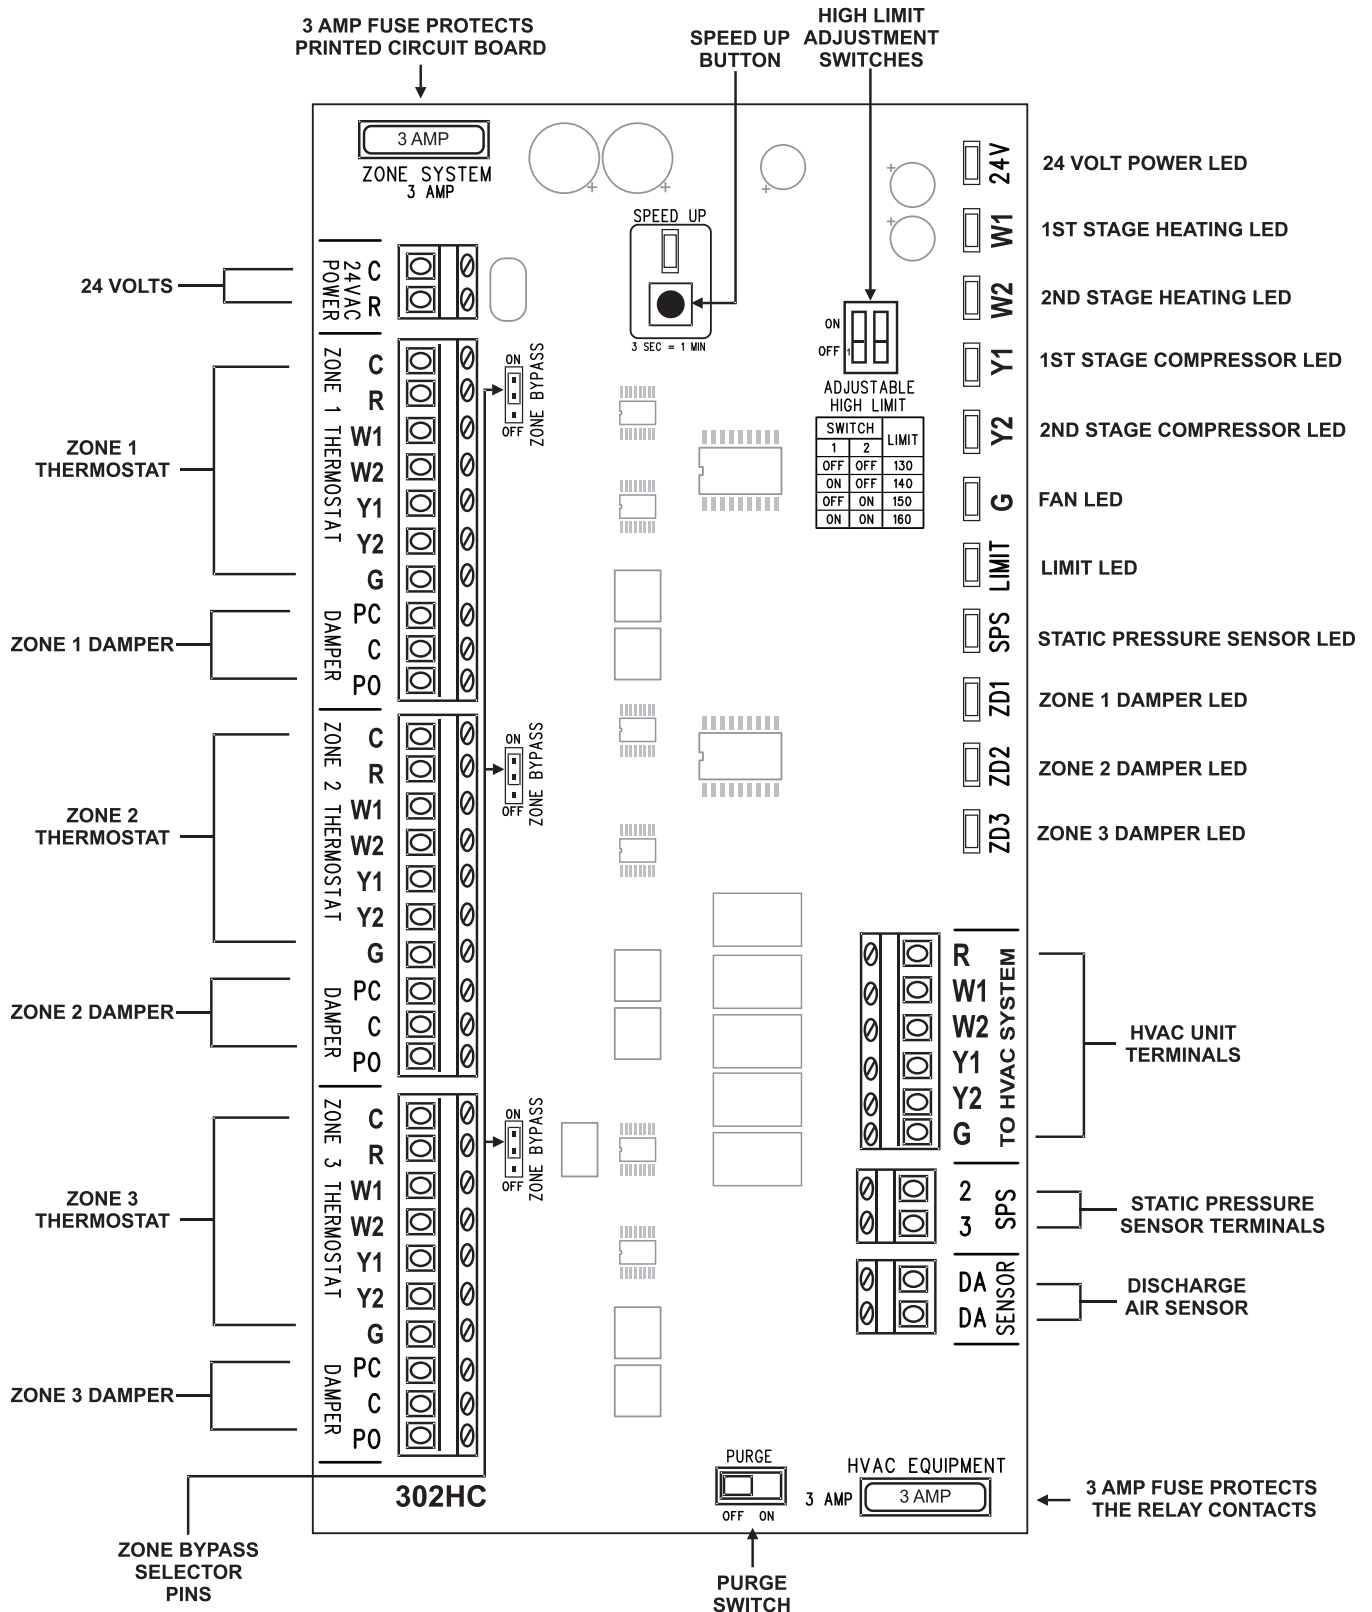 3 AMP FUSE PROTECTS
PRINTED CIRCUIT BOARD
SPEED UP
BUTTON
HIGH LIMIT
ADJUSTMENT
SWITCHES
3 AMP
ZONE SYSTEM
3 AMP
24 VOLTS
24VAC
POWER
C
R
SPEED UP
3 SEC = 1 MIN
ON
OFF
1
ADJUSTABLE
HIGH LIMIT
SWITCH LIMIT
1 2
OFF OFF 130
ON OFF 140
OFF ON 150
ON ON 160
24V
24 VOLT POWER LED
W1
1ST STAGE HEATING LED
W2
2ND STAGE HEATING LED
Y1
1ST STAGE COMPRESSOR LED
Y2
2ND STAGE COMPRESSOR LED
G
FAN LED
LIMIT
LIMIT LED
SPS
STATIC PRESSURE SENSOR LED
ZD1
ZONE 1 DAMPER LED
ZD2
ZONE 2 DAMPER LED
ZD3
ZONE 3 DAMPER LED
ZONE 1
THERMOSTAT
ZONE 1 THERMOSTAT
C
R
W1
W2
Y1
Y2
G
ON
OFF
ZONE BYPASS
ZONE 1 DAMPER
DAMPER
PC
C
PO
ZONE 2
THERMOSTAT
ZONE 2 THERMOSTAT
C
R
W1
W2
Y1
Y2
G
ON
OFF
ZONE BYPASS
ZONE 2 DAMPER
DAMPER
PC
C
PO
ZONE 3
THERMOSTAT
ZONE 3 THERMOSTAT
C
R
W1
W2
Y1
Y2
G
ON
OFF
ZONE BYPASS
ZONE 3 DAMPER
DAMPER
PC
C
PO
R
W1
W2
Y1
Y2
G
TO HVAC SYSTEM
HVAC UNIT
TERMINALS
2
3
SPS
STATIC PRESSURE
SENSOR TERMINALS
DA
DA
SENSOR
DISCHARGE
AIR SENSOR
302HC
PURGE
OFF ON
HVAC EQUIPMENT
3 AMP
3 AMP
3 AMP FUSE PROTECTS
THE RELAY CONTACTS
ZONE BYPASS
SELECTOR
PINS
PURGE
SWITCH